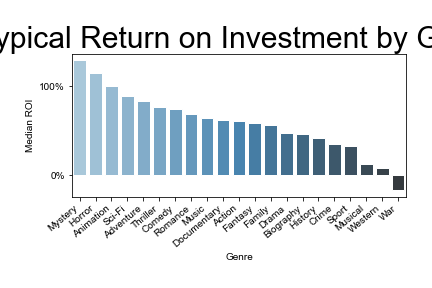 ypical Return on Investment by G
100%
0%
Median ROI
Mystery
Horror
Animation
Sci-Fi
Adventure
Thriller
Comedy
Romance
Music
Documentary
Action
Fantasy
Family
Drama
Biography
History
Crime
Sport
Musical
Western
War
Genre